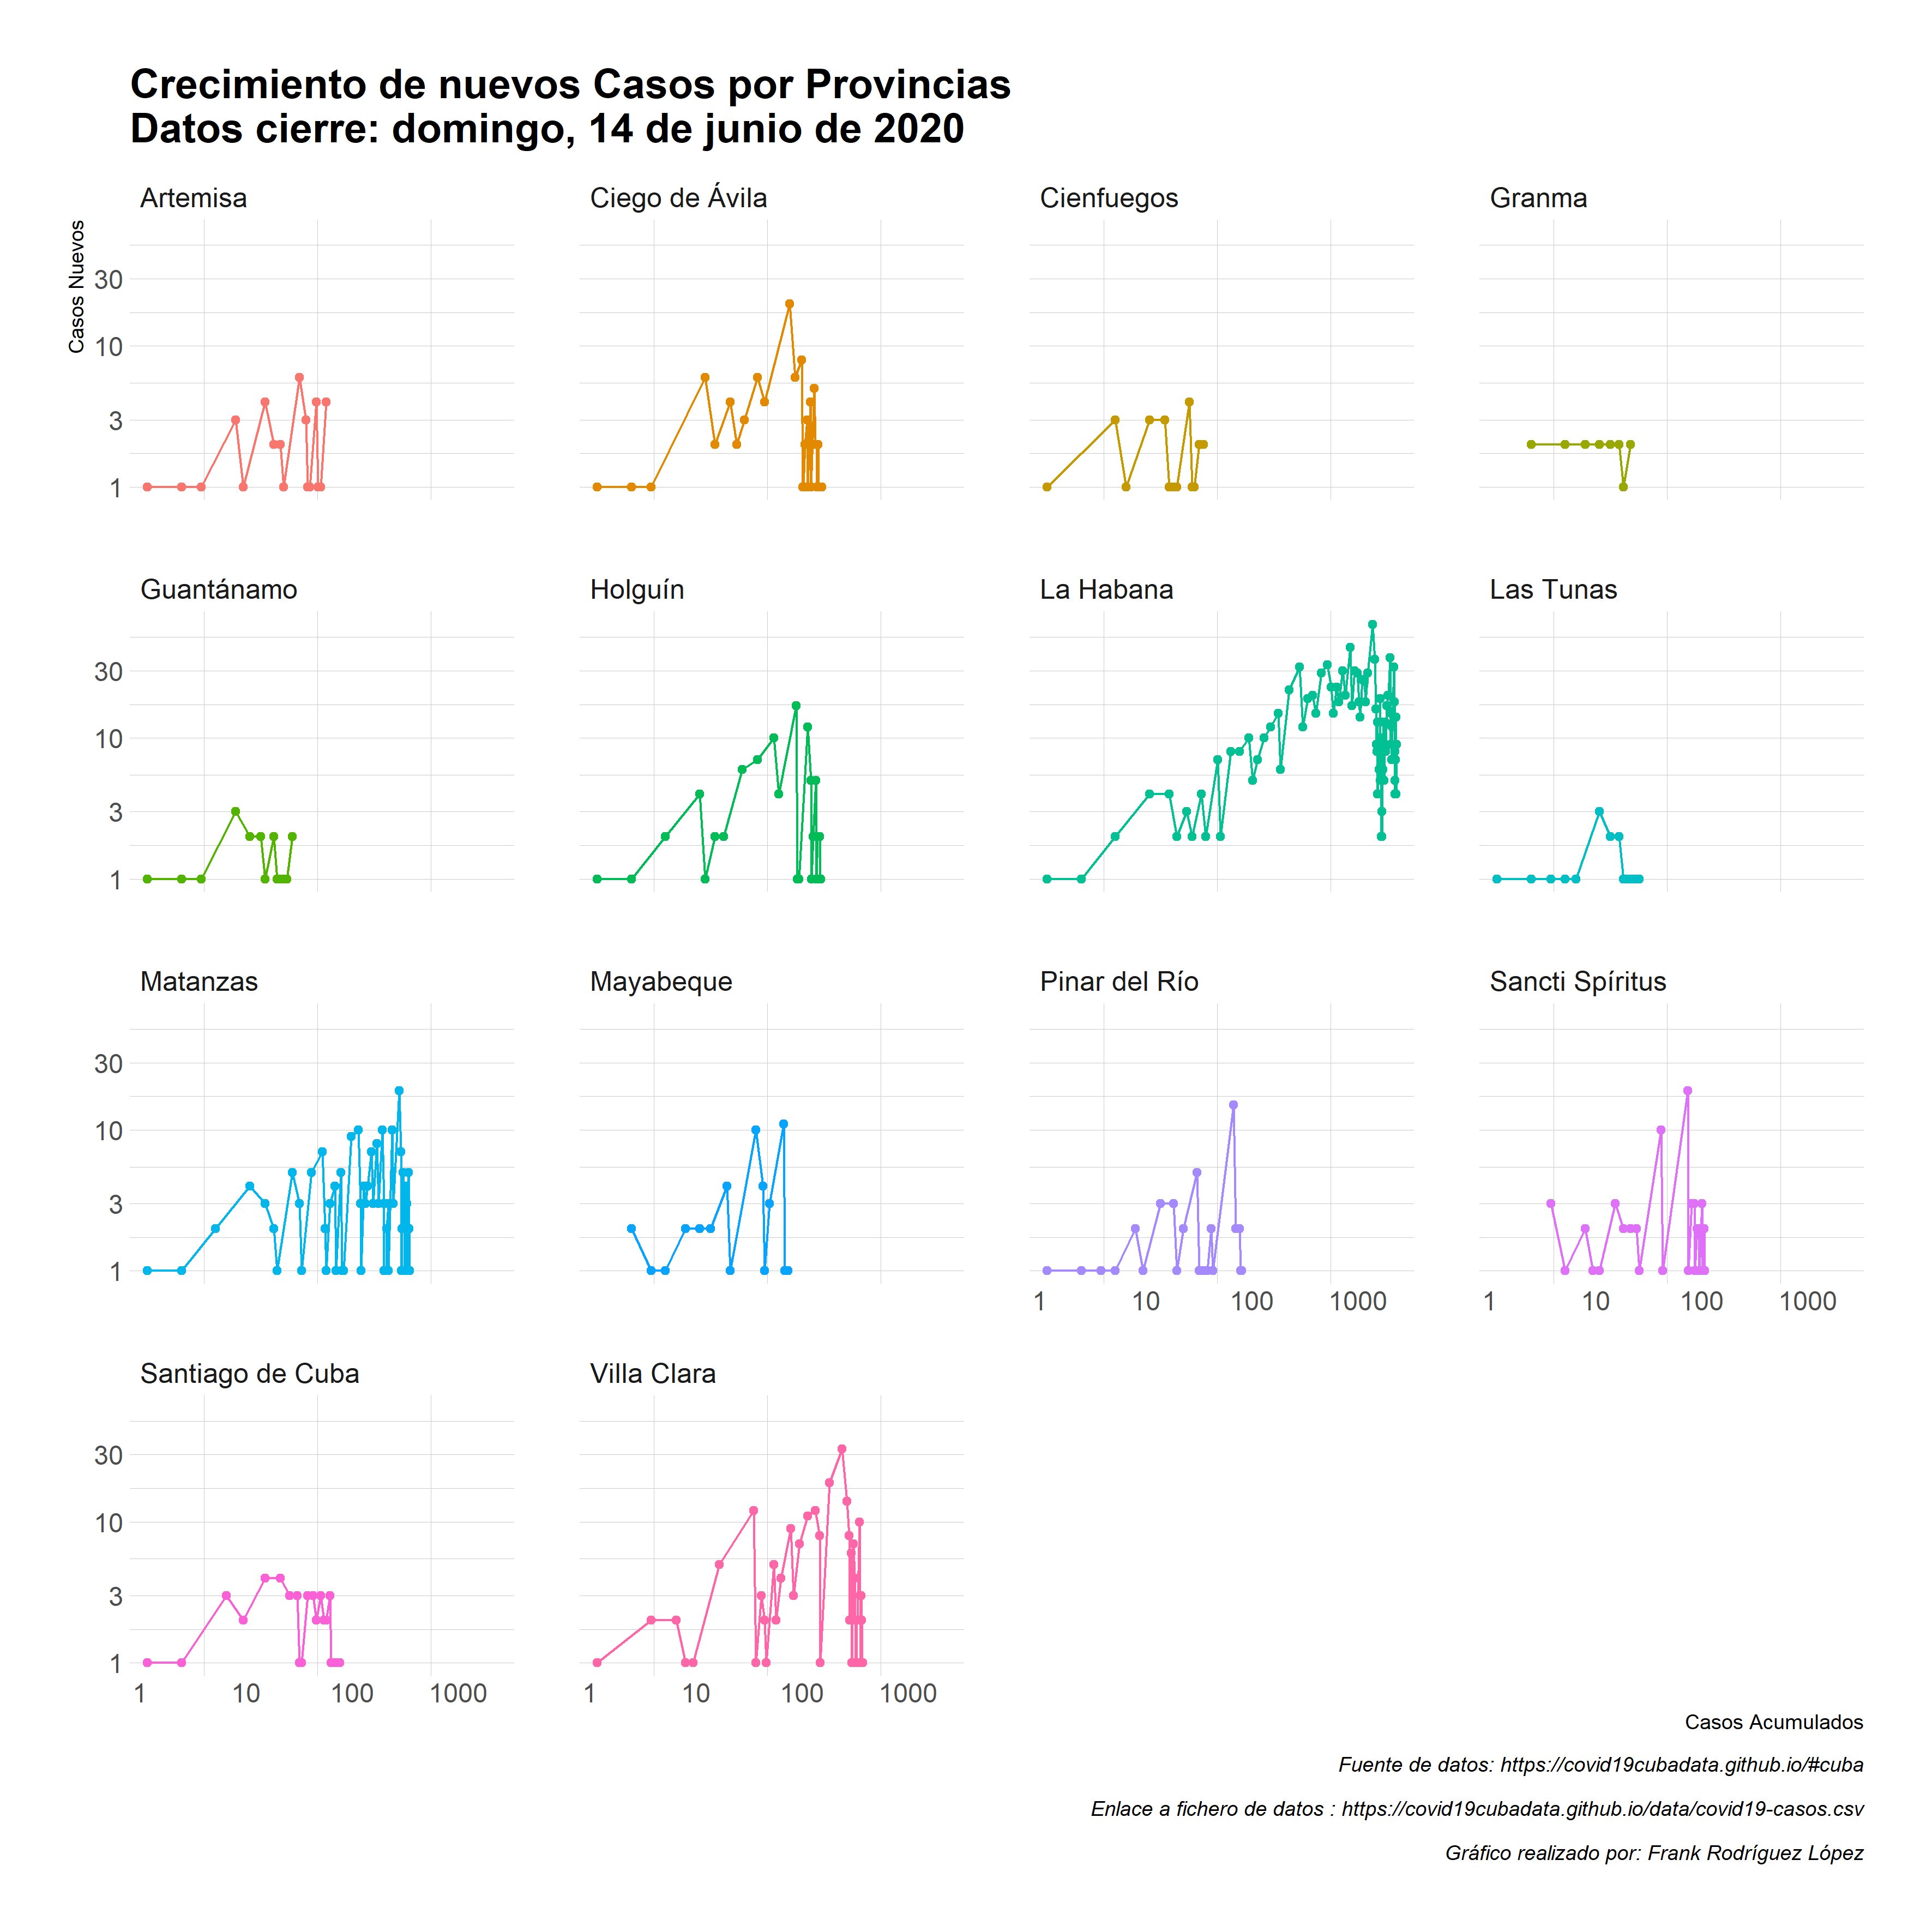 Crecimiento de nuevos Casos por Provincias
Datos cierre: domingo, 14 de junio de 2020
Artemisa
Ciego de Ávila
Cienfuegos
Granma
Casos Nuevos
30
10
3
1
Guantánamo
Holguín
La Habana
Las Tunas
30
10
3
1
Matanzas
Mayabeque
Pinar del Río
Sancti Spíritus
30
10
3
1
1 10 100 1000
1 10 100 1000
Santiago de Cuba
Villa Clara
30
10
3
1
1 10 100 1000
1 10 100 1000
Casos Acumulados
Fuente de datos: https://covid19cubadata.github.io/#cuba
Enlace a fichero de datos : https://covid19cubadata.github.io/data/covid19-casos.csv
Gráfico realizado por: Frank Rodríguez López